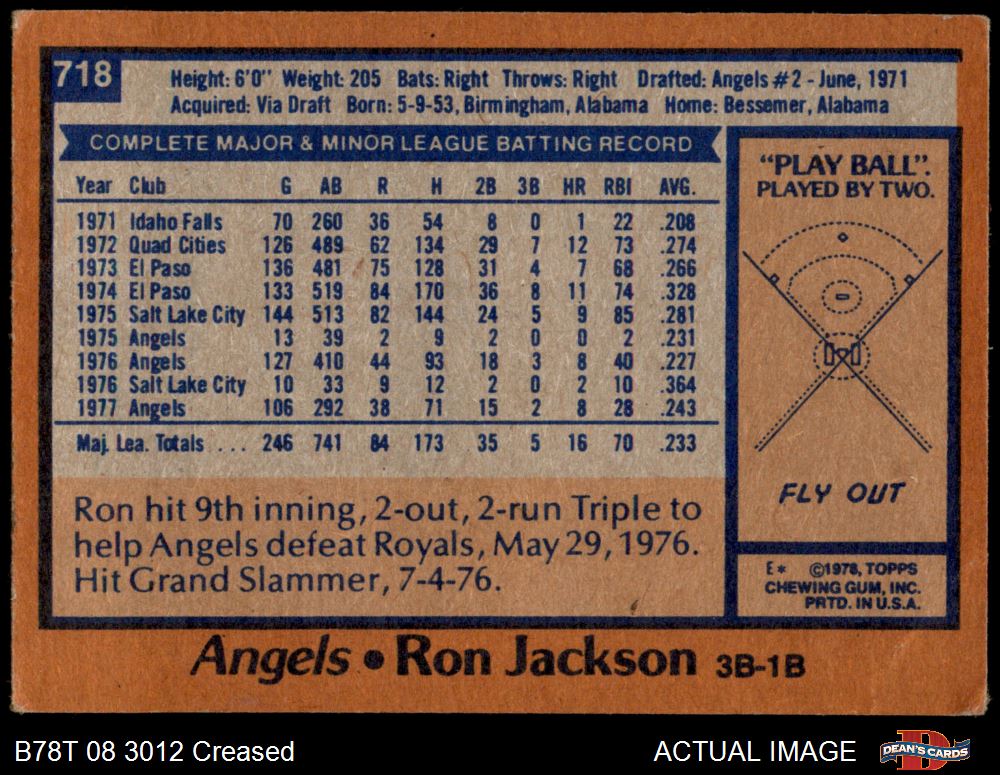 718
Height: 6'0" Weight: 205 Bats: Right Throws: Right Drafted: Angels #2 - June, 1971
Acquired: Via Draft Born: 5-9-53, Birmingham, Alabama Home: Bessemer, Alabama
COMPLETE MAJOR & MINOR LEAGUE BATTING RECORD
Year Club G AB R H 2B 3B HR RBI AVG.
1971 Idaho Falls 70 260 36 54 8 0 1 22 .208
1972 Quad Cities 126 489 62 134 29 7 12 73 .274
1973 El Paso 136 481 75 128 31 4 7 68 .266
1974 El Paso 133 519 84 170 36 8 11 74 .328
1975 Salt Lake City 144 513 82 144 24 5 9 85 .281
1975 Angels 13 39 2 9 2 0 0 2 .231
1976 Angels 127 410 44 93 18 3 8 40 .227
1976 Salt Lake City 10 33 9 12 2 0 2 10 .364
1977 Angels 106 292 38 71 15 2 8 28 .243
Maj. Lea. Totals . . . . 246 741 84 173 35 5 16 70 .233
Ron hit 9th inning, 2-out, 2-run Triple to
help Angels defeat Royals, May 29, 1976.
Hit Grand Slammer, 7-4-76.
"PLAY BALL".
PLAYED BY TWO.
FLY OUT
E* ©1978, TOPPS
CHEWING GUM, INC.
PRTD. IN U.S.A.
Angels • Ron Jackson 3B-1B
B78T 08 3012 Creased
ACTUAL IMAGE
DEAN'S CARDS